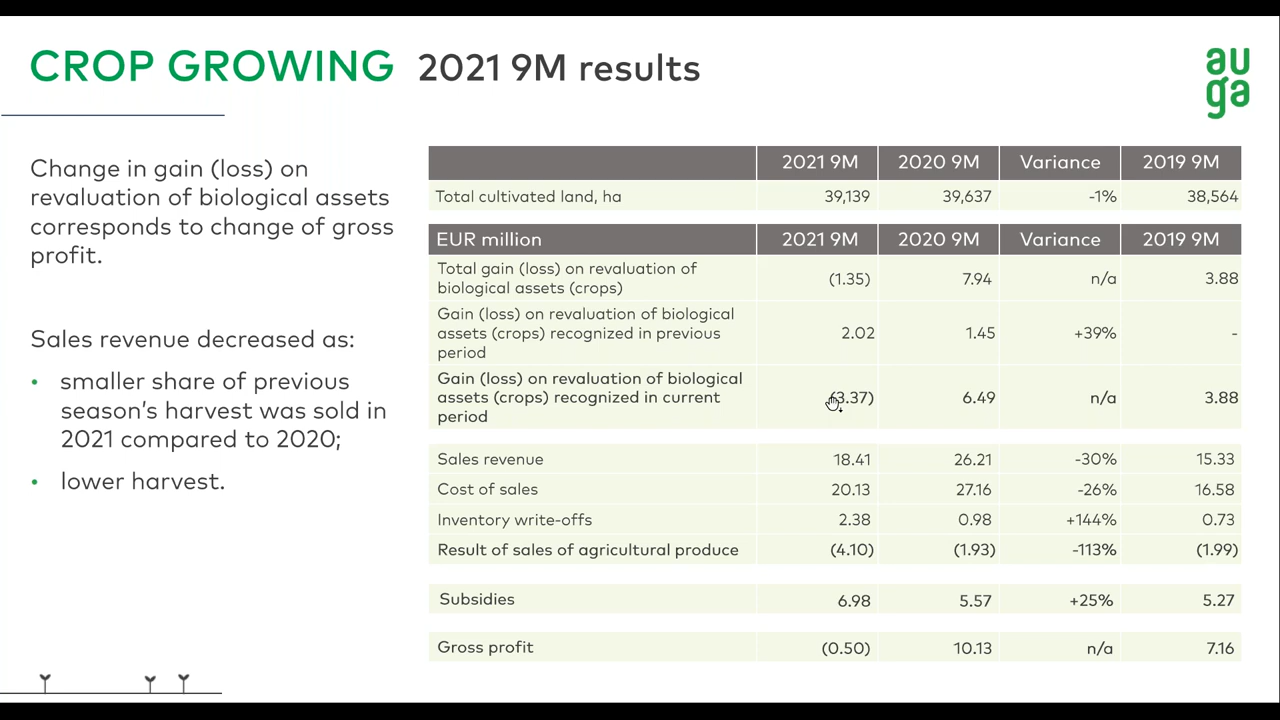 CROP GROWING 2021 9M results
au
ga
Change in gain (loss) on
revaluation of biological assets
corresponds to change of gross
profit.
Sales revenue decreased as:
• smaller share of previous
season's harvest was sold in
2021 compared to 2020;
• lower harvest.
2021 9M 2020 9M Variance 2019 9M
Total cultivated land, ha 39,139 39,637 -1% 38,564
EUR million 2021 9M 2020 9M Variance 2019 9M
Total gain (loss) on revaluation of
biological assets (crops) (1.35) 7.94 n/a 3.88
Gain (loss) on revaluation of biological
assets (crops) recognized in previous 2.02 1.45 +39% -
period
Gain (loss) on revaluation of biological
assets (crops) recognized in current (3.37) 6.49 n/a 3.88
period
Sales revenue 18.41 26.21 -30% 15.33
Cost of sales 20.13 27.16 -26% 16.58
Inventory write-offs 2.38 0.98 +144% 0.73
Result of sales of agricultural produce (4.10) (1.93) -113% (1.99)
Subsidies 6.98 5.57 +25% 5.27
Gross profit (0.50) 10.13 n/a 7.16